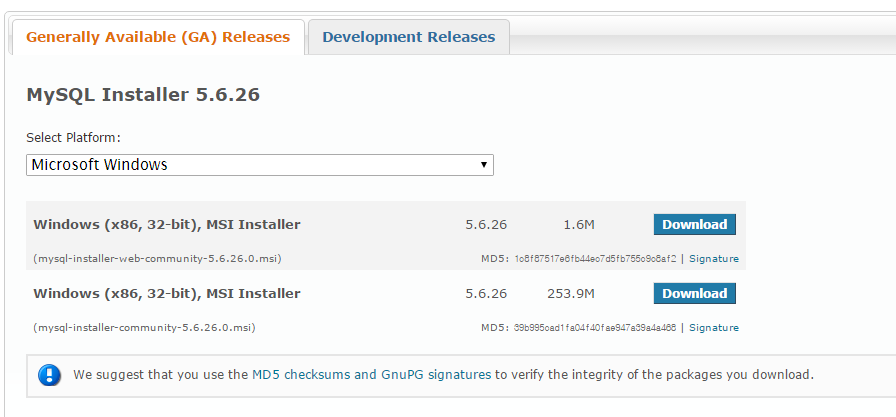 Generally Available (GA) Releases
Development Releases
MySQL Installer 5.6.26
Select Platform:
Microsoft Windows
Windows (x86, 32-bit), MSI Installer 5.6.26 1.6M Download
(mysql-installer-web-community-5.6.26.0.msi) MD5: | Signature
Windows (x86, 32-bit), MSI Installer 5.6.26 253.9M Download
(mysql-installer-community-5.6.26.0.msi) MD5: | Signature
We suggest that you use the MD5 checksums and GnuPG signatures to verify the integrity of the packages you download.